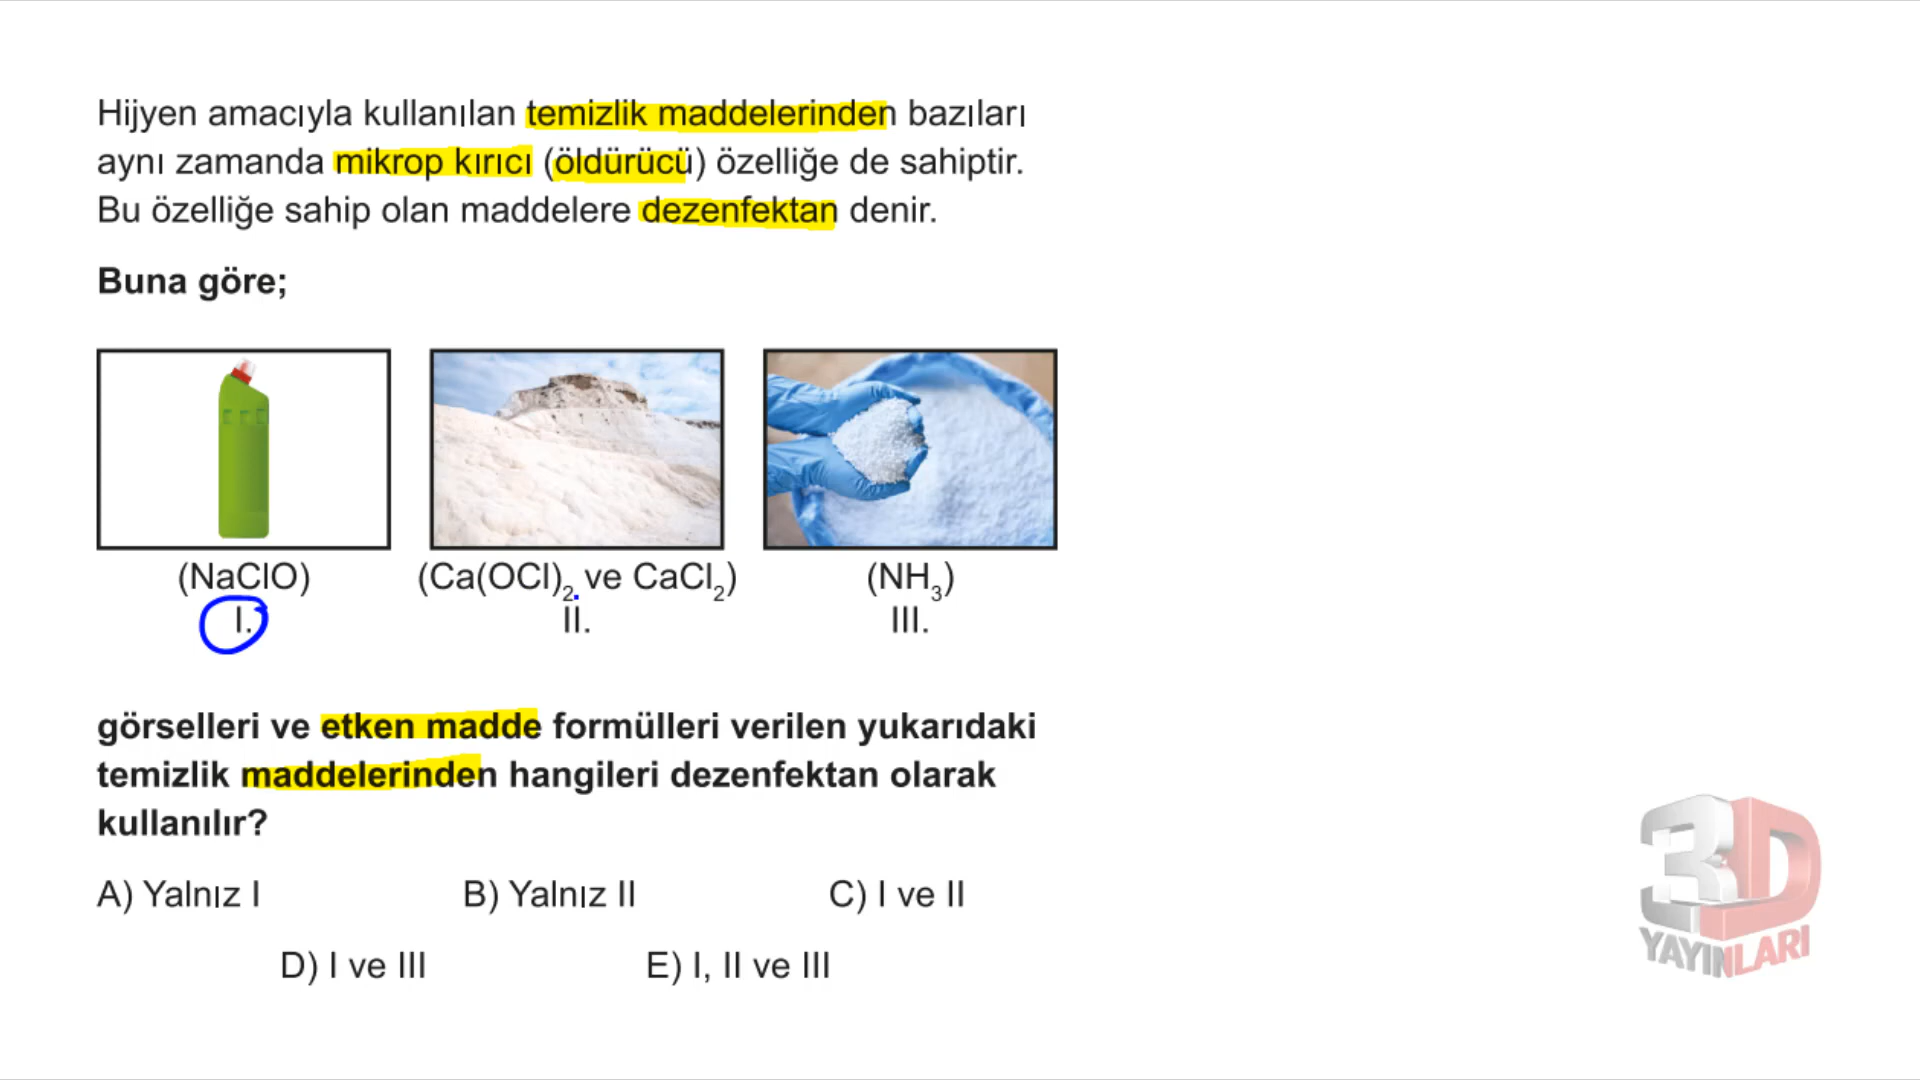 Hijyen amacıyla kullanılan temizlik maddelerinden bazıları
aynı zamanda mikrop kırıcı (öldürücü) özelliğe de sahiptir.
Bu özelliğe sahip olan maddelere dezenfektan denir.
Buna göre;
(NaClO) (Ca(OCl)₂ ve CaCl₂) (NH₃)
I. II. III.
görselleri ve etken madde formülleri verilen yukarıdaki
temizlik maddelerinden hangileri dezenfektan olarak
kullanılır?
A) Yalnız I B) Yalnız II C) I ve II
D) I ve III E) I, II ve III
3D
YAYINLARI